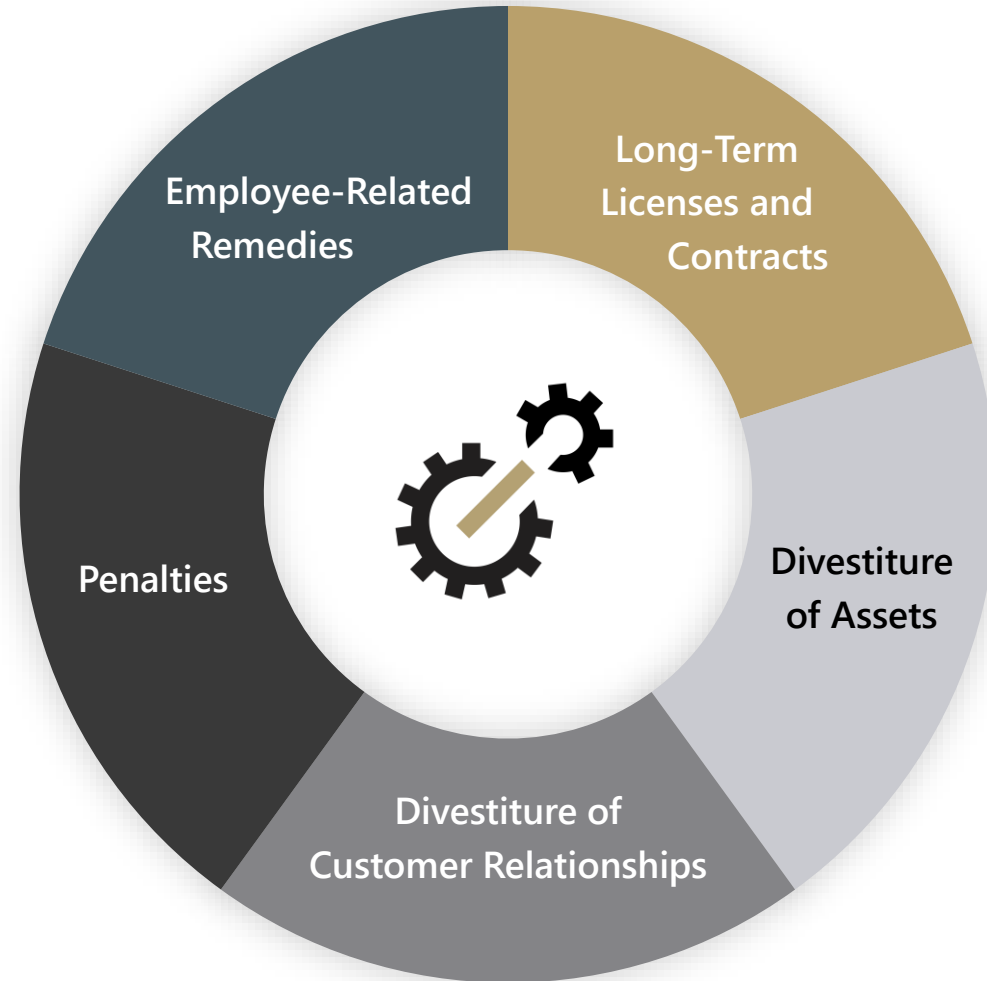 Long-Term
Licenses and
Contracts
Divestiture
of Assets
Divestiture of
Customer Relationships
Penalties
Employee-Related
Remedies